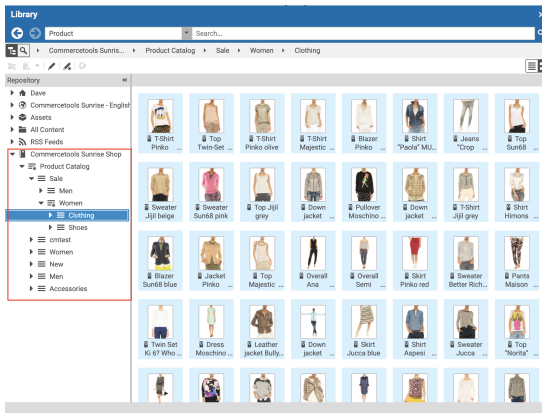 Library
Product
Search...
Commercetools Sunris... Product Catalog Sale Women Clothing
Repository
Dave
Commercetools Sunrise - English
Assets
All Content
RSS Feeds
Commercetools Sunrise Shop
Product Catalog
Sale
Men
Women
Clothing
Shoes
cmtest
Women
New
Men
Accessories
T-Shirt Pinko ...
Top Twin-Set ...
T-Shirt Pinko olive
T-Shirt Majestic ...
Blazer Pinko ...
Shirt "Paola" MU...
Jeans "Crop ...
Top Sun68 ...
Sweater Jijil beige
Sweater Sun68 pink
Top Jijil grey
Down jacket ...
Pullover Moschino ...
Down jacket ...
T-Shirt Jijil grey
Shirt Himons ...
Blazer Sun68 blue
Jacket Pinko ...
Top Majestic ...
Overall Ana ...
Overall Semi ...
Skirt Pinko red
Sweater Better Rich...
Pants Maison ...
Twin Set Ki 6? Who ...
Dress Moschino ...
Leather jacket Bully...
Down jacket ...
Skirt Jucca blue
Shirt Aspesi ...
Sweater Jucca ...
Top "Norita" ...